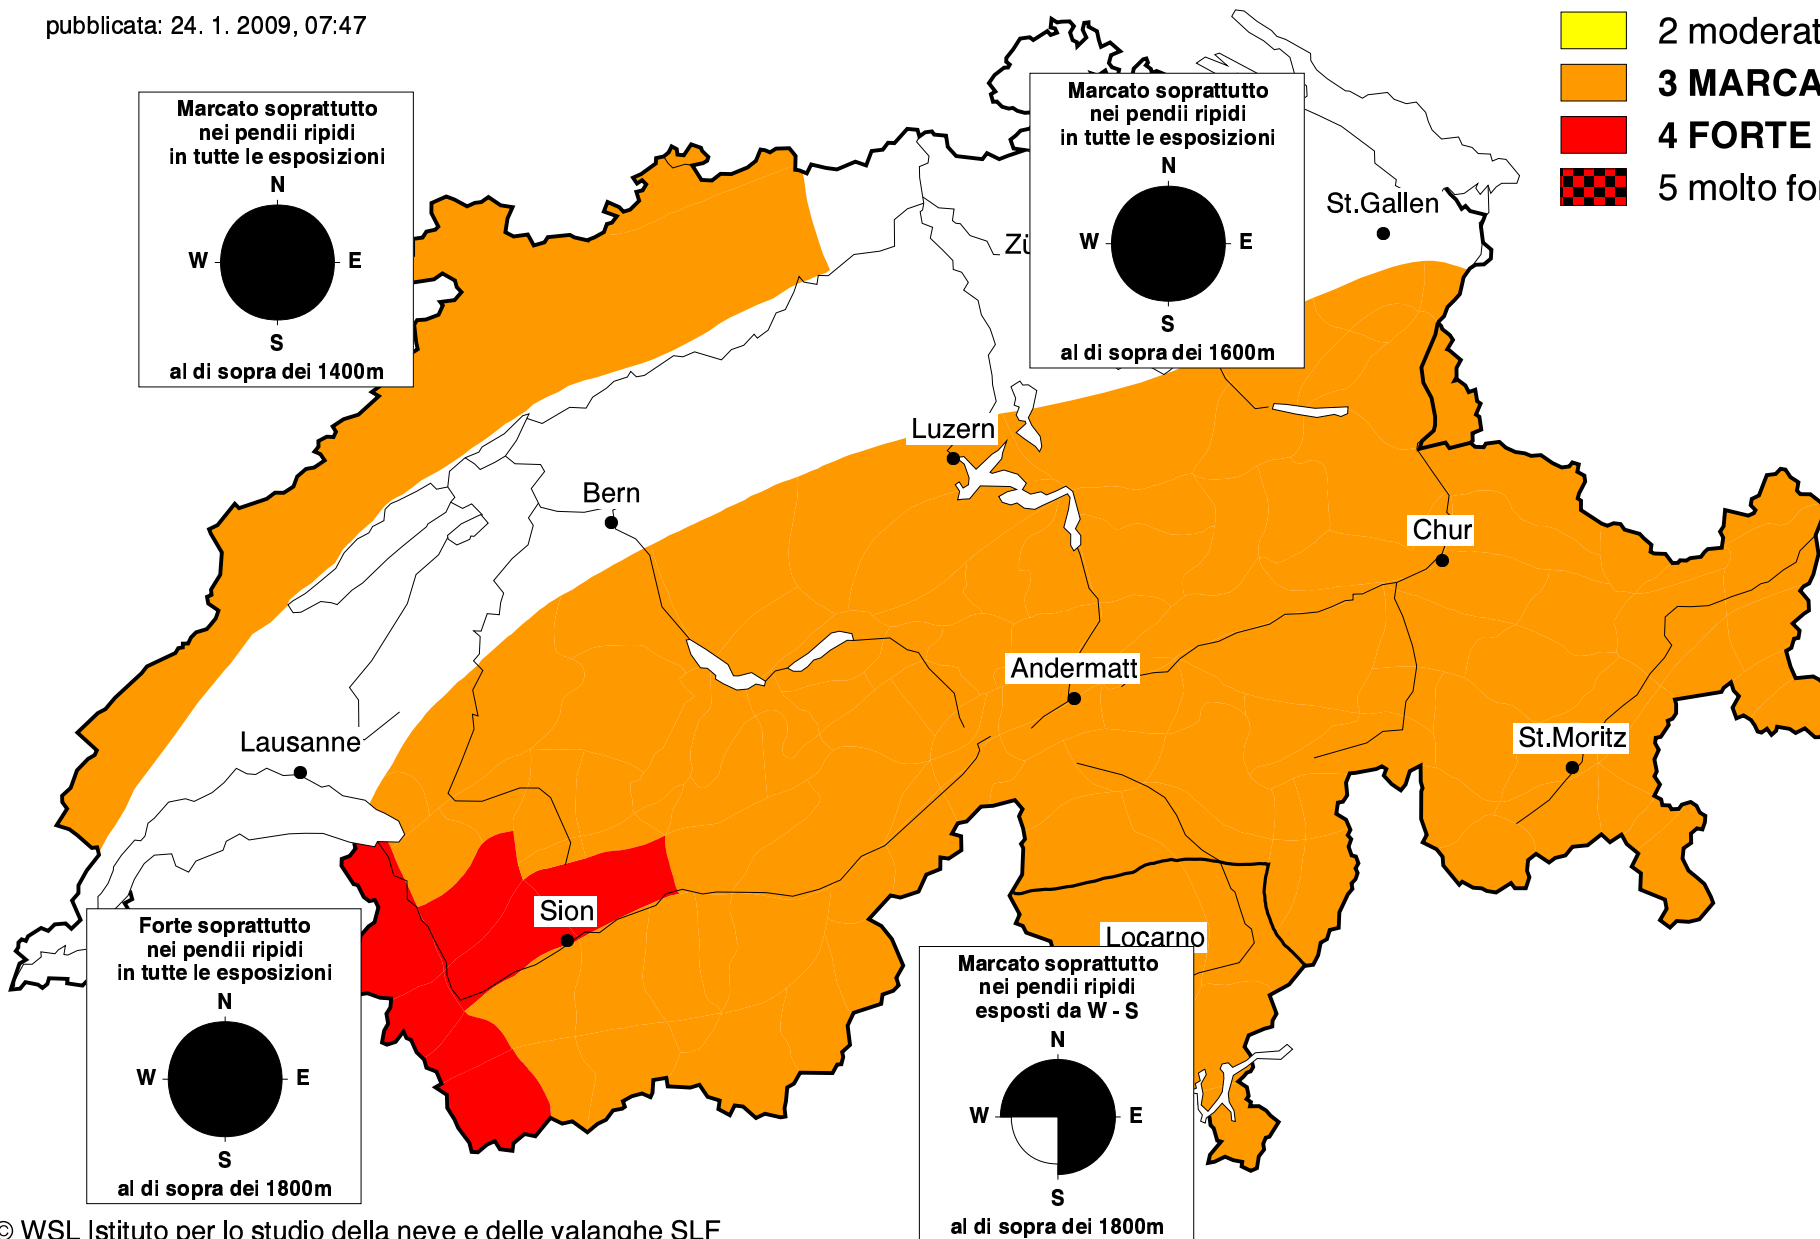 pubblicata: 24. 1. 2009, 07:47
2 moderat
3 MARCA
4 FORTE
5 molto for
Marcato soprattutto
nei pendii ripidi
in tutte le esposizioni
N
W
E
S
al di sopra dei 1400m
Marcato soprattutto
nei pendii ripidi
in tutte le esposizioni
N
W
E
S
al di sopra dei 1600m
St.Gallen
Zü
Luzern
Bern
Chur
Andermatt
St.Moritz
Lausanne
Sion
Locarno
Forte soprattutto
nei pendii ripidi
in tutte le esposizioni
N
W
E
S
al di sopra dei 1800m
Marcato soprattutto
nei pendii ripidi
esposti da W - S
N
W
E
S
al di sopra dei 1800m
© WSL Istituto per lo studio della neve e delle valanghe SLF